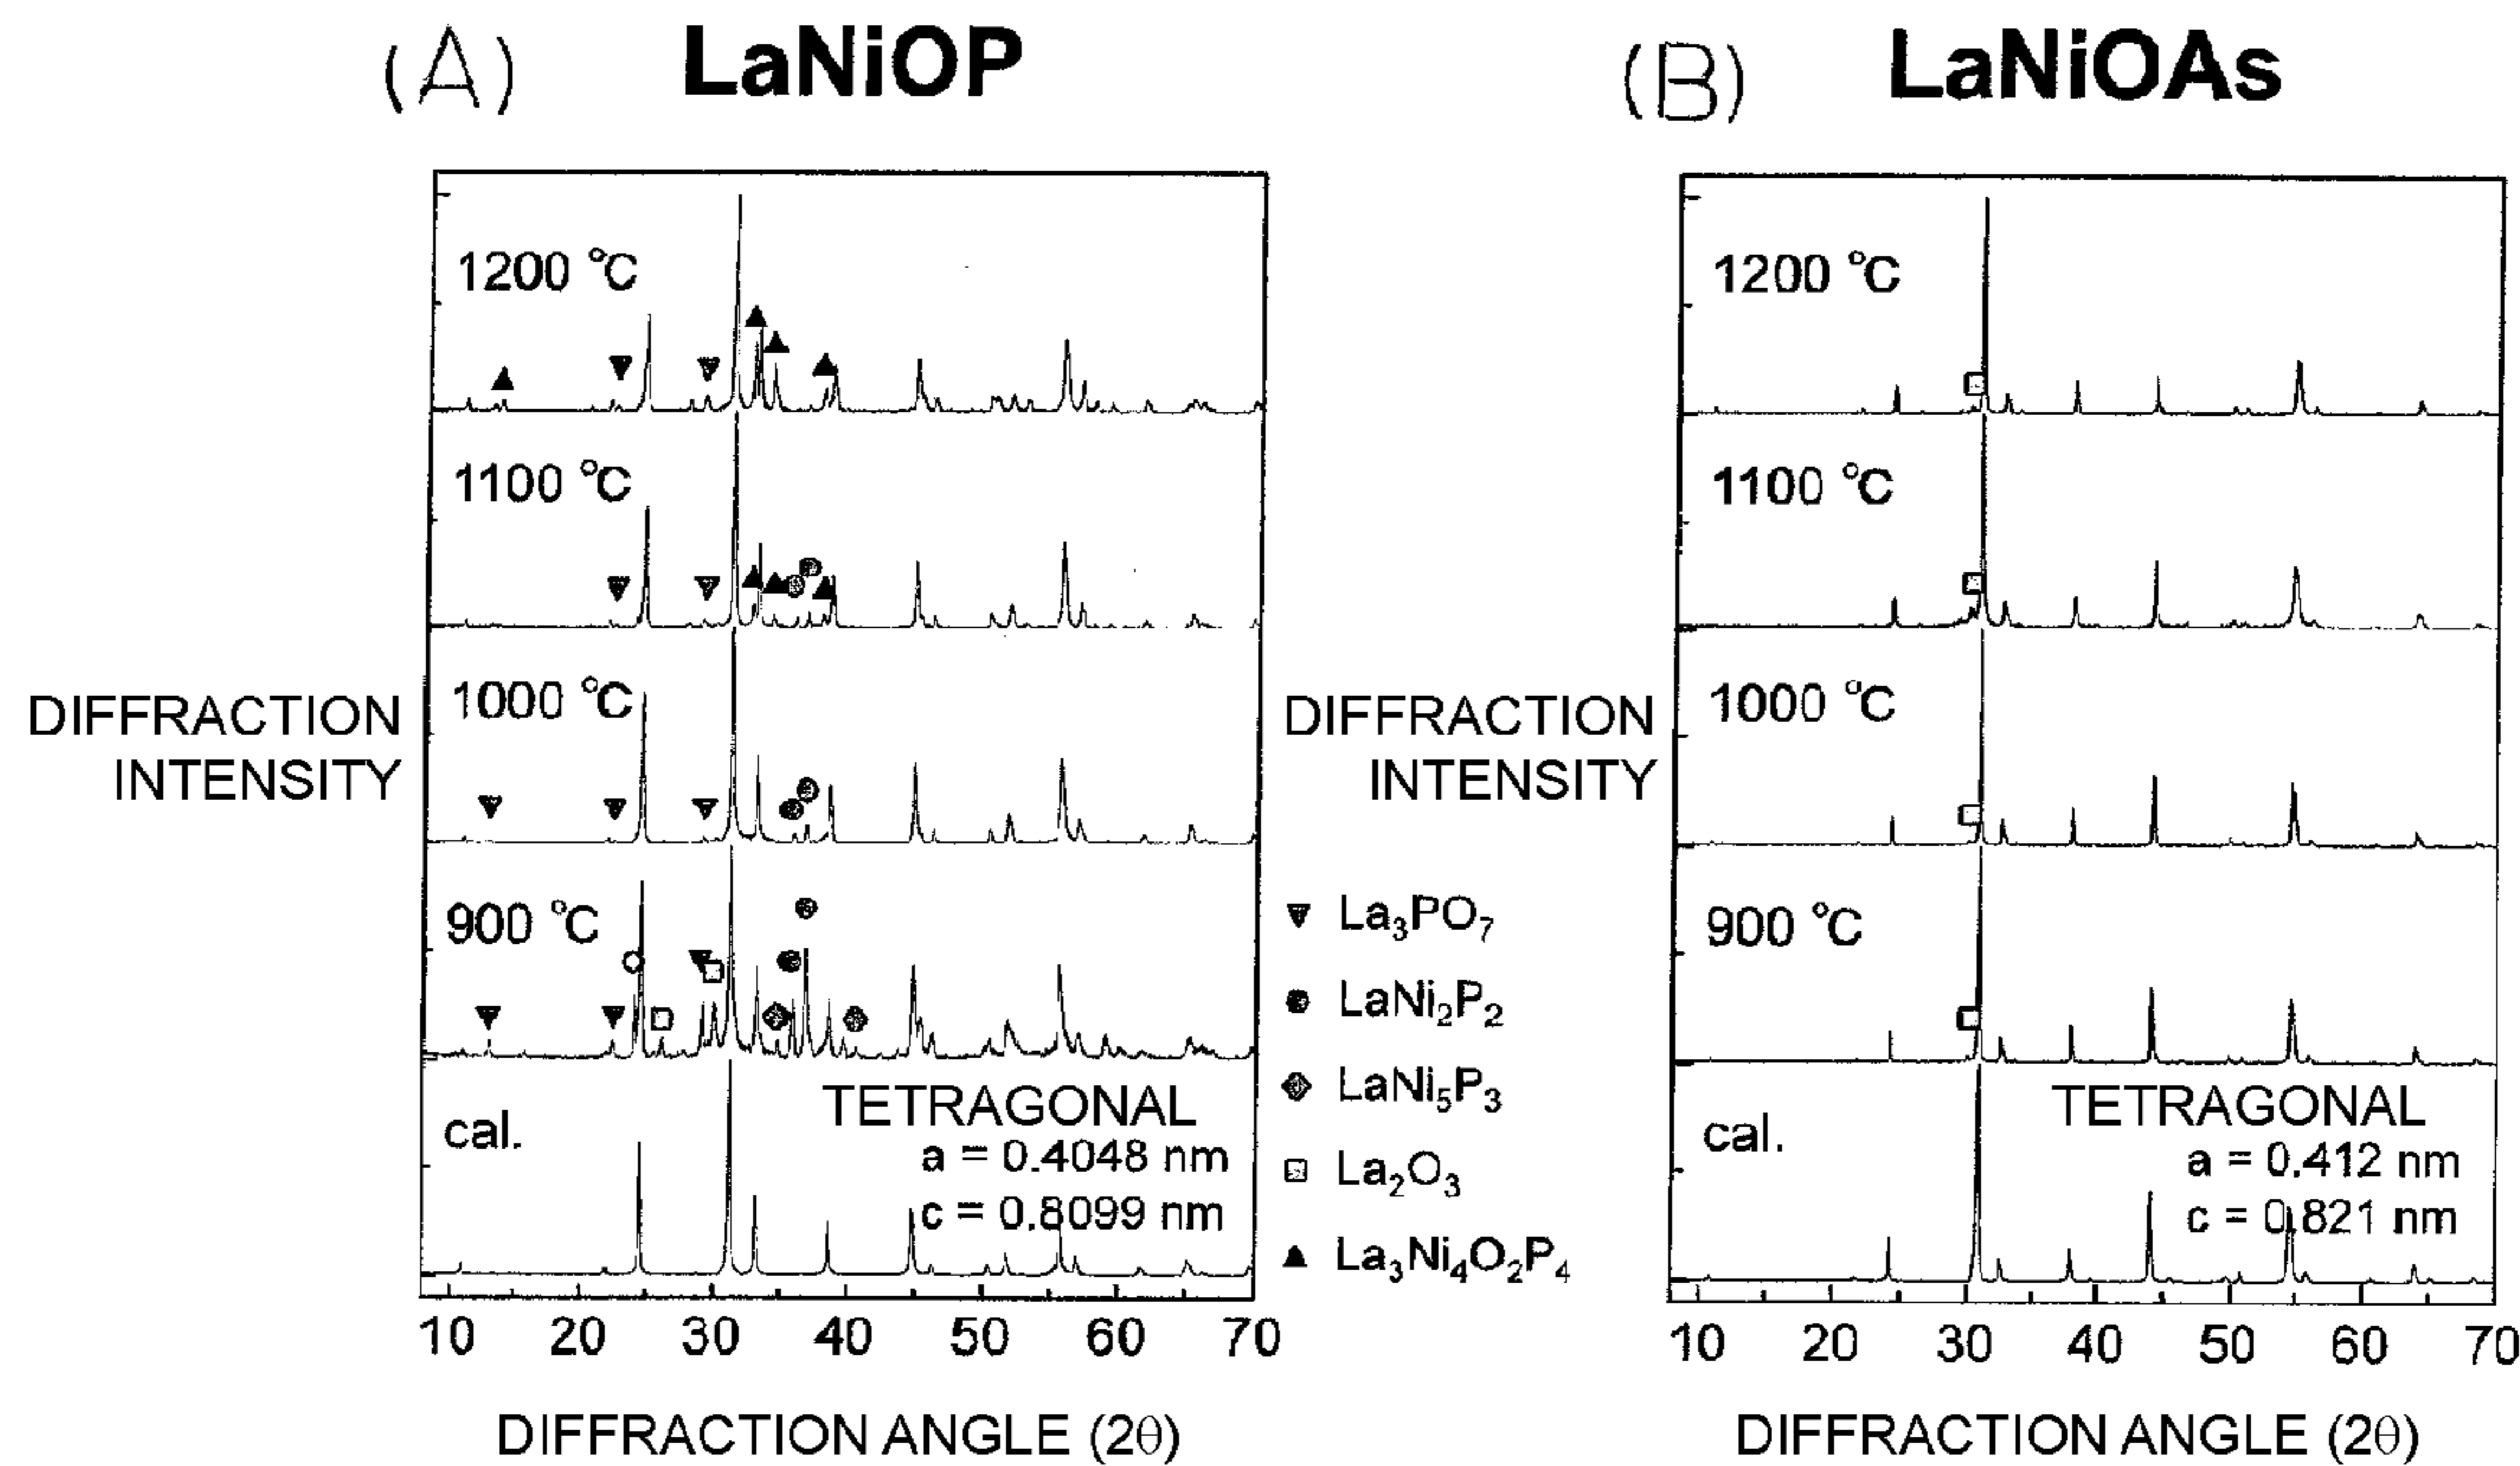 (A) LaNiOP
1200 °C
1100 °C
1000 °C
900 °C
cal.
TETRAGONAL
a = 0.4048 nm
c = 0.8099 nm
DIFFRACTION
INTENSITY
10 20 30 40 50 60 70
DIFFRACTION ANGLE (2θ)
▼ La₃PO₇
● LaNi₂P₂
◆ LaNi₅P₃
□ La₂O₃
▲ La₃Ni₄O₂P₄
(B) LaNiOAs
1200 °C
1100 °C
1000 °C
900 °C
cal.
TETRAGONAL
a = 0.412 nm
c = 0.821 nm
DIFFRACTION
INTENSITY
10 20 30 40 50 60 70
DIFFRACTION ANGLE (2θ)